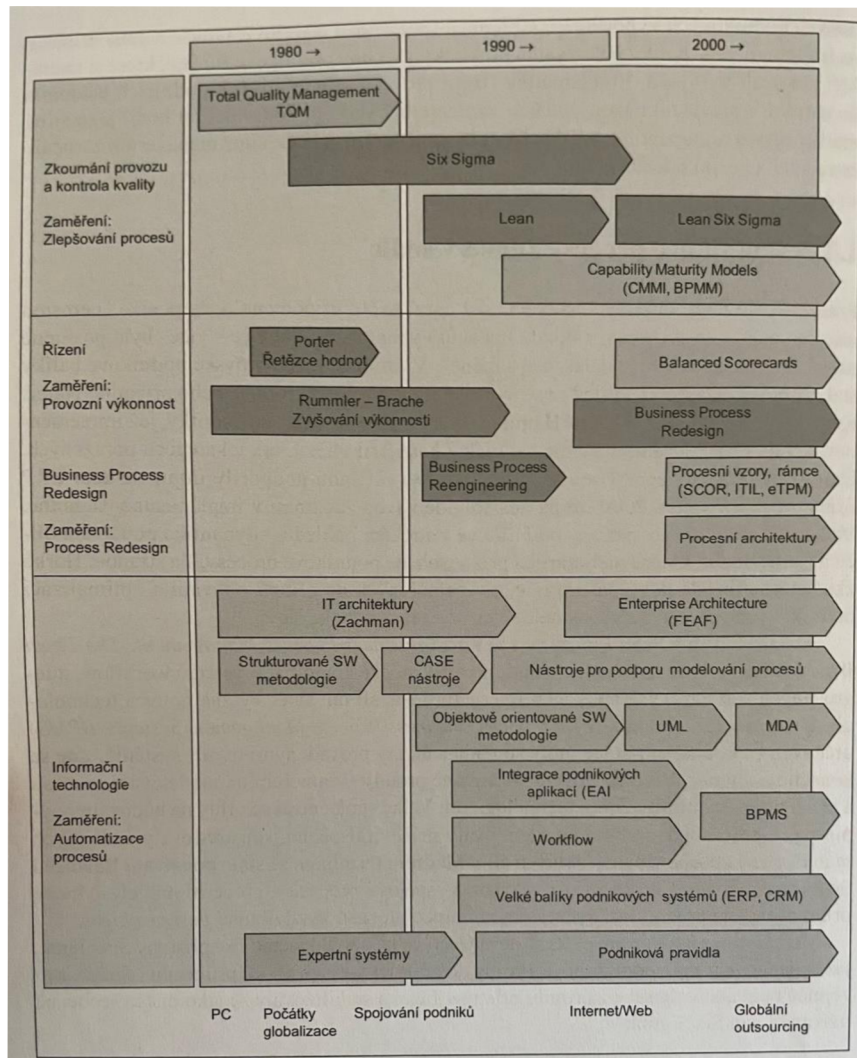 1980 →
1990 →
2000 →
Total Quality Management
TQM
Zkoumání provozu
a kontrola kvality
Zaměření:
Zlepšování procesů
Six Sigma
Lean
Lean Six Sigma
Capability Maturity Models
(CMMI, BPMM)
Řízení
Zaměření:
Provozní výkonnost
Porter
Řetězce hodnot
Balanced Scorecards
Rummler – Brache
Zvyšování výkonnosti
Business Process
Redesign
Business Process
Redesign
Zaměření:
Process Redesign
Business Process
Reengineering
Procesní vzory, rámce
(SCOR, ITIL, eTPM)
Procesní architektury
IT architektury
(Zachman)
Enterprise Architecture
(FEAF)
Strukturované SW
metodologie
CASE
nástroje
Nástroje pro podporu modelování procesů
Objektově orientované SW
metodologie
UML
MDA
Informační
technologie
Zaměření:
Automatizace
procesů
Integrace podnikových
aplikací (EAI
BPMS
Workflow
Velké balíky podnikových systémů (ERP, CRM)
Expertní systémy
Podniková pravidla
PC
Počátky
globalizace
Spojování podniků
Internet/Web
Globální
outsourcing